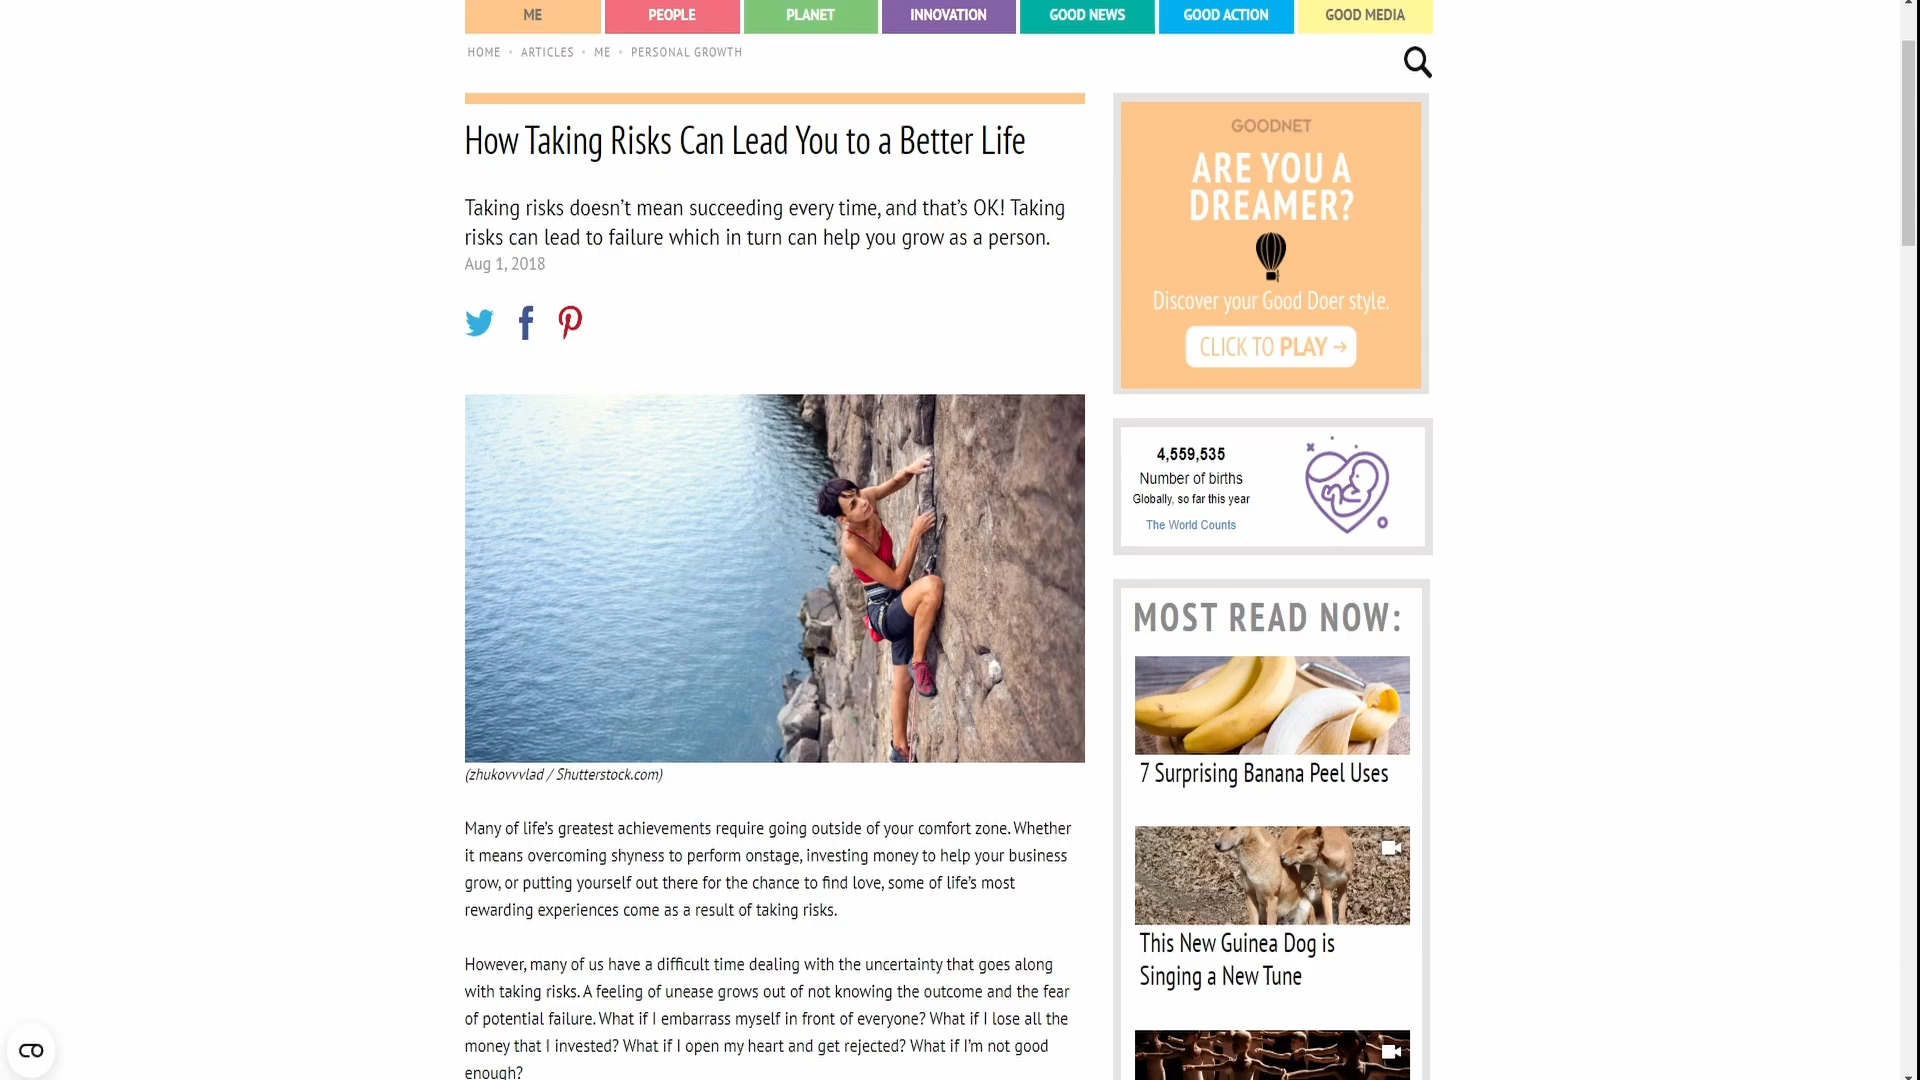 ME PEOPLE PLANET INNOVATION GOOD NEWS GOOD ACTION GOOD MEDIA
HOME • ARTICLES • ME • PERSONAL GROWTH
How Taking Risks Can Lead You to a Better Life
Taking risks doesn’t mean succeeding every time, and that’s OK! Taking
risks can lead to failure which in turn can help you grow as a person.
Aug 1, 2018
(zhukovvvlad / Shutterstock.com)
Many of life’s greatest achievements require going outside of your comfort zone. Whether
it means overcoming shyness to perform onstage, investing money to help your business
grow, or putting yourself out there for the chance to find love, some of life’s most
rewarding experiences come as a result of taking risks.
However, many of us have a difficult time dealing with the uncertainty that goes along
with taking risks. A feeling of unease grows out of not knowing the outcome and the fear
of potential failure. What if I embarrass myself in front of everyone? What if I lose all the
money that I invested? What if I open my heart and get rejected? What if I’m not good
enough?
GOODNET
ARE YOU A
DREAMER?
Discover your Good Doer style.
CLICK TO PLAY →
4,559,535
Number of births
Globally, so far this year
The World Counts
MOST READ NOW:
7 Surprising Banana Peel Uses
This New Guinea Dog is
Singing a New Tune